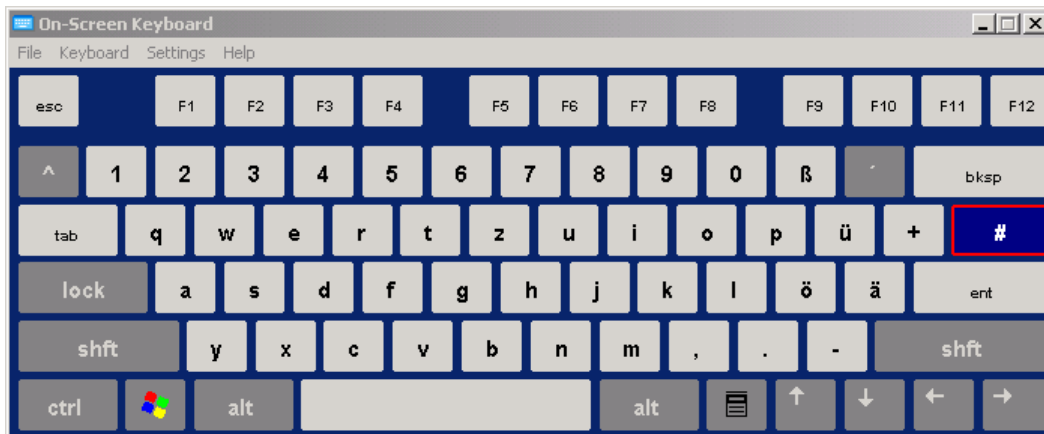 On-Screen Keyboard
File Keyboard Settings Help
esc F1 F2 F3 F4 F5 F6 F7 F8 F9 F10 F11 F12
^ 1 2 3 4 5 6 7 8 9 0 ß ´ bksp
tab q w e r t z u i o p ü + #
lock a s d f g h j k l ö ä ent
shft y x c v b n m , . - shft
ctrl alt alt ↑ ↓ ← →